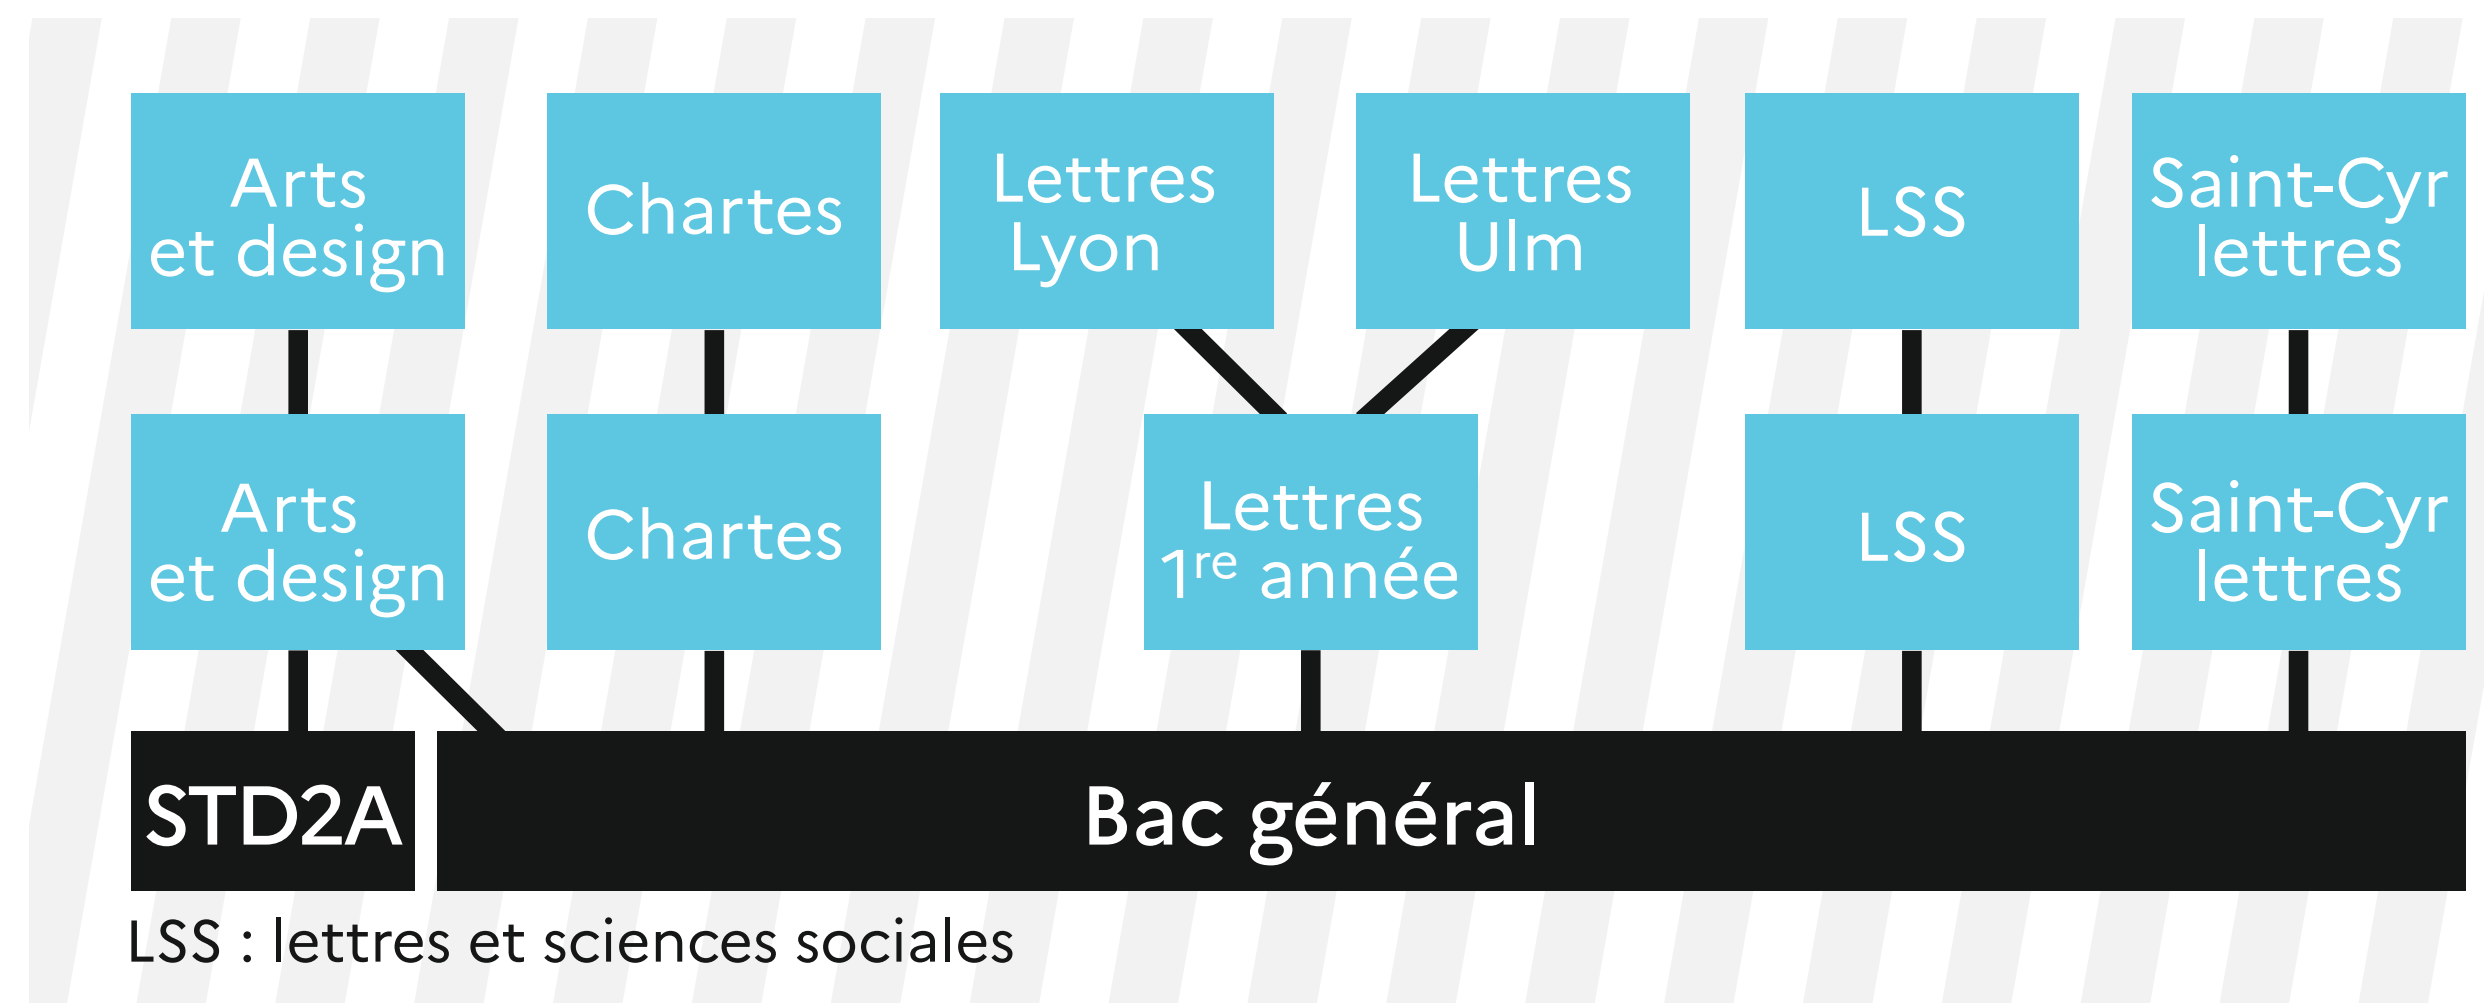 Arts
et design
Chartes
Lettres
Lyon
Lettres
Ulm
LSS
Saint-Cyr
lettres
Arts
et design
Chartes
Lettres
1re année
LSS
Saint-Cyr
lettres
STD2A
Bac général
LSS : lettres et sciences sociales